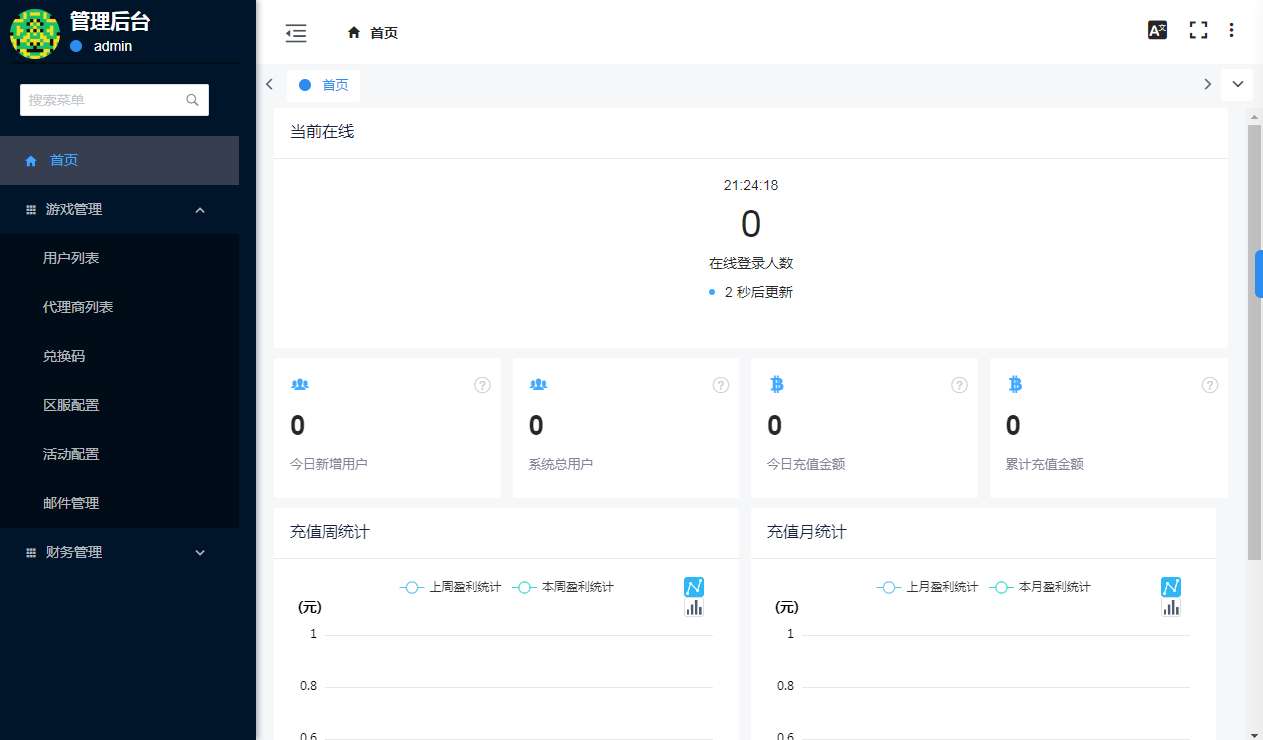 管理后台
admin
搜索菜单
首页
游戏管理
用户列表
代理商列表
兑换码
区服配置
活动配置
邮件管理
财务管理
首页
首页
当前在线
21:24:18
0
在线登录人数
2 秒后更新
0
今日新增用户
0
系统总用户
0
今日充值金额
0
累计充值金额
充值周统计
上周盈利统计 本周盈利统计
(元)
1
0.8
0.6
充值月统计
上月盈利统计 本月盈利统计
(元)
1
0.8
0.6